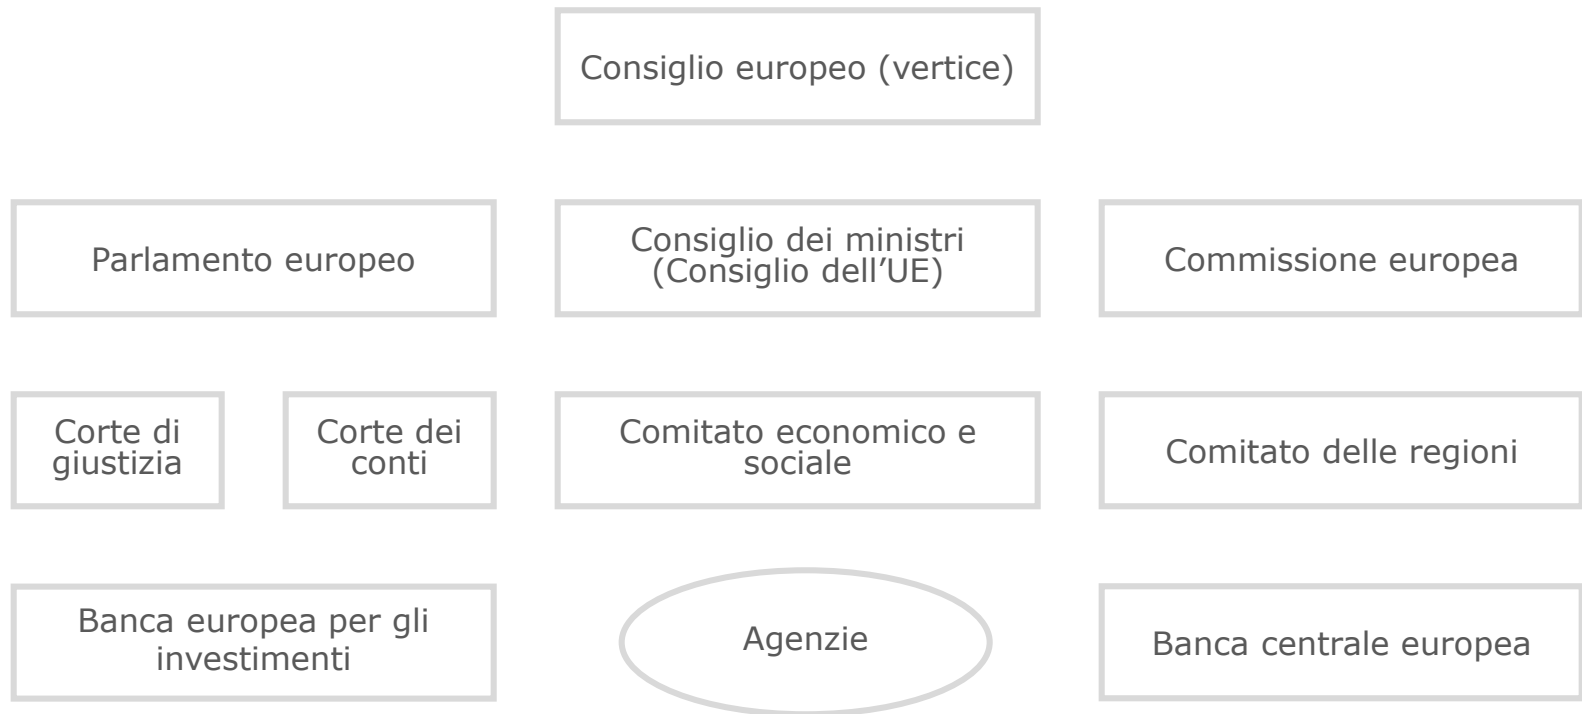 Consiglio europeo (vertice)
Parlamento europeo
Consiglio dei ministri
(Consiglio dell’UE)
Commissione europea
Corte di
giustizia
Corte dei
conti
Comitato economico e
sociale
Comitato delle regioni
Banca europea per gli
investimenti
Agenzie
Banca centrale europea